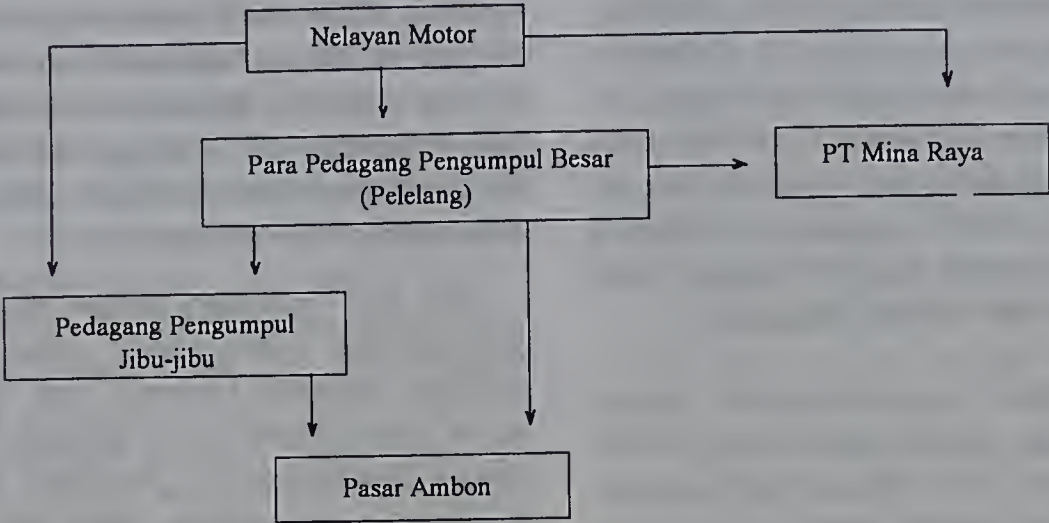 Nelayan Motor
Para Pedagang Pengumpul Besar
(Pelelang)
PT Mina Raya
Pedagang Pengumpul
Jibu-jibu
Pasar Ambon